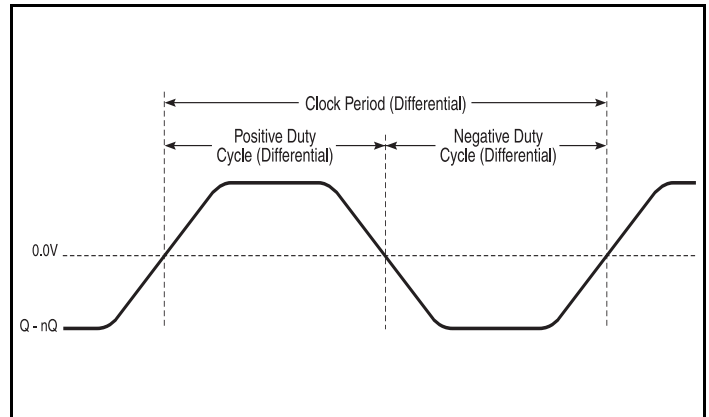 Clock Period (Differential)
Positive Duty
Cycle (Differential)
Negative Duty
Cycle (Differential)
0.0V
Q - nQ